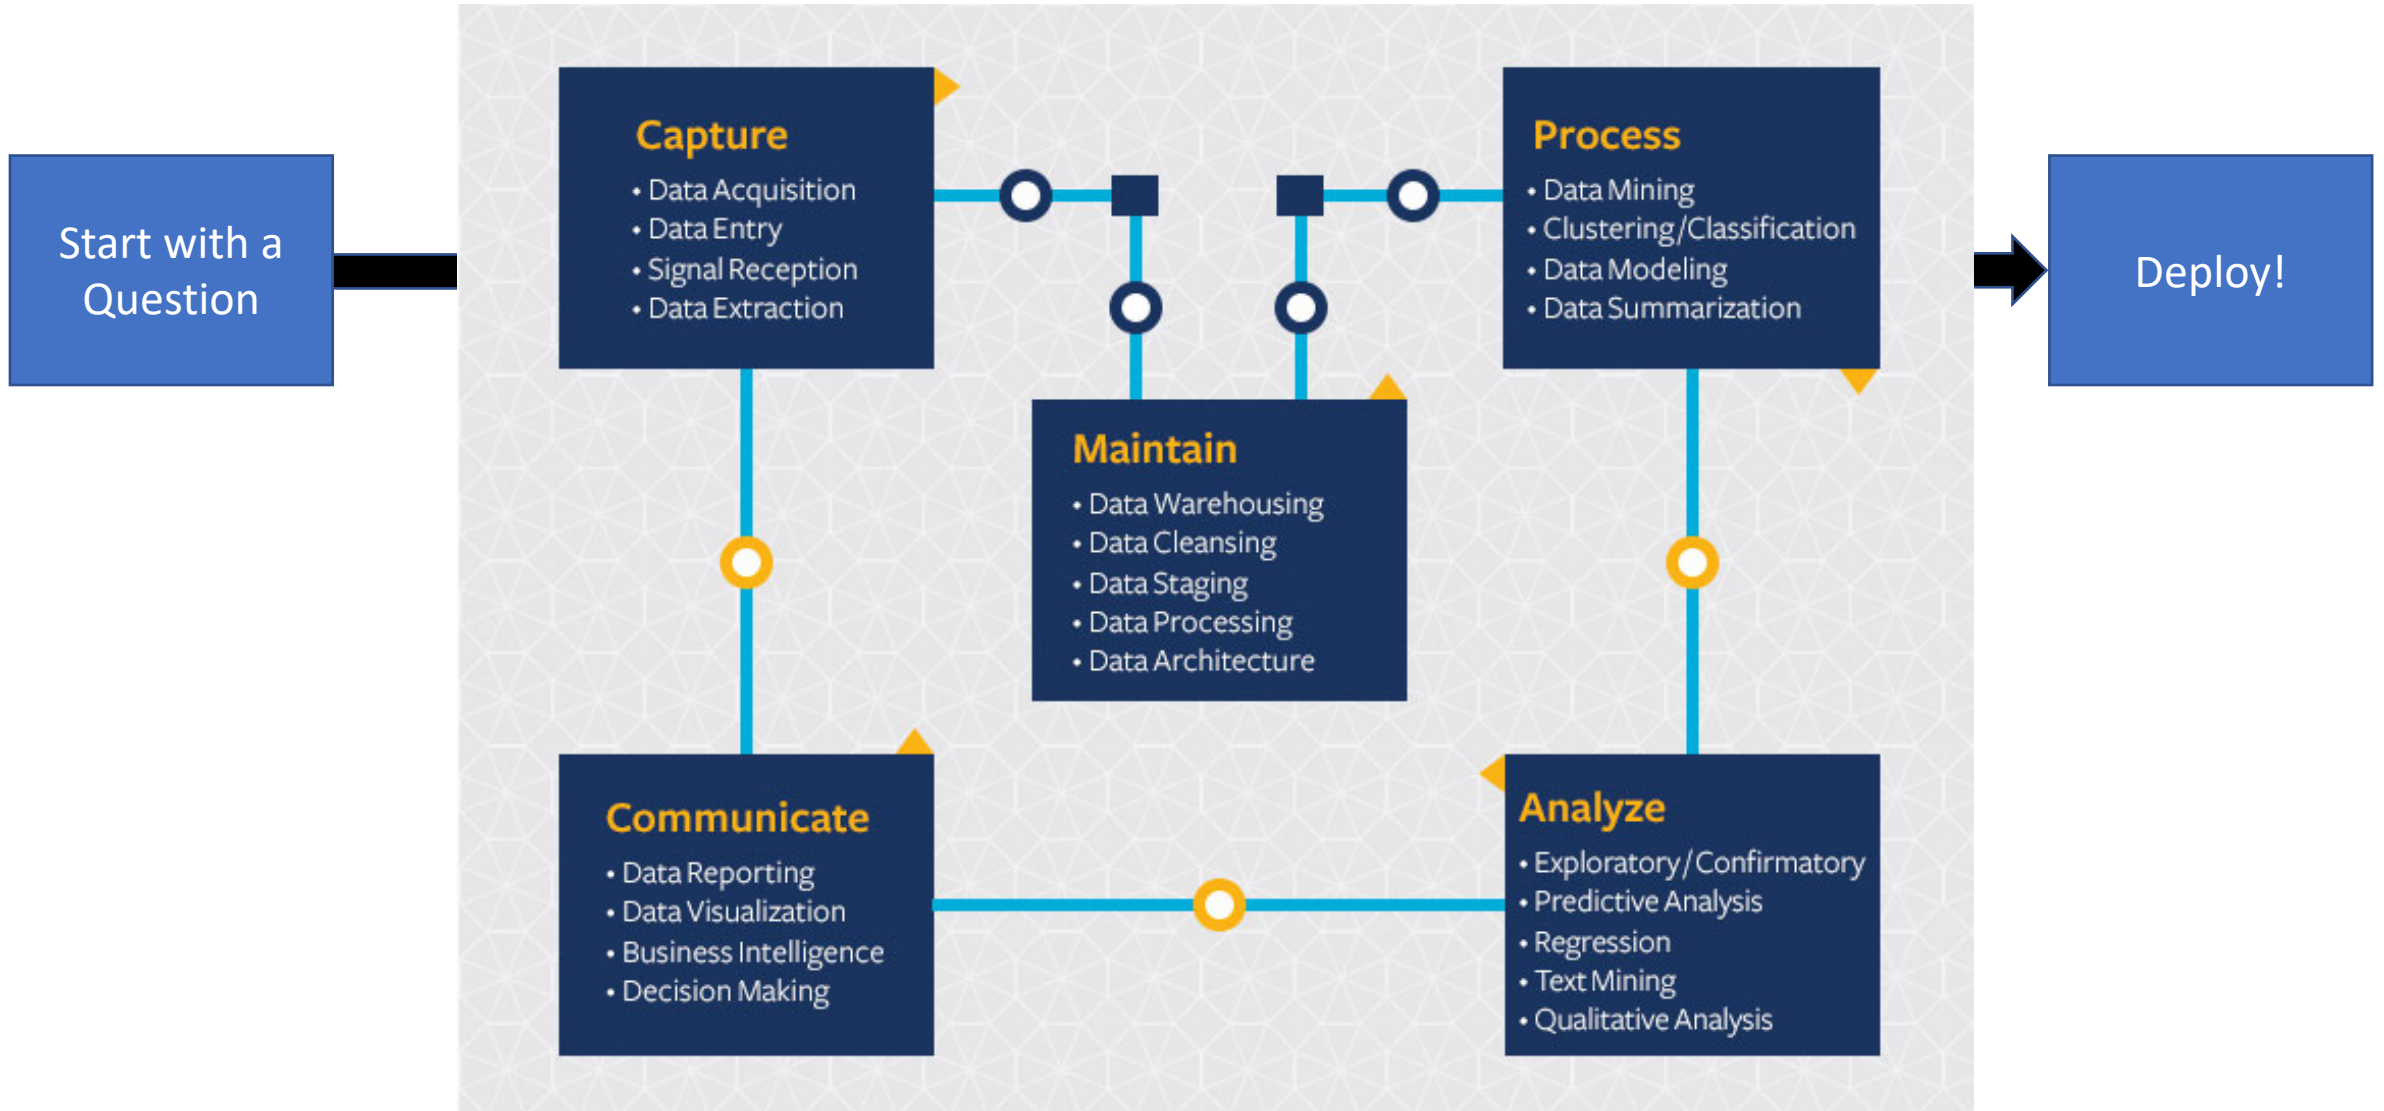 Start with a
Question
Capture
• Data Acquisition
• Data Entry
• Signal Reception
• Data Extraction
Maintain
• Data Warehousing
• Data Cleansing
• Data Staging
• Data Processing
• Data Architecture
Process
• Data Mining
• Clustering/Classification
• Data Modeling
• Data Summarization
Communicate
• Data Reporting
• Data Visualization
• Business Intelligence
• Decision Making
Analyze
• Exploratory/Confirmatory
• Predictive Analysis
• Regression
• Text Mining
• Qualitative Analysis
Deploy!